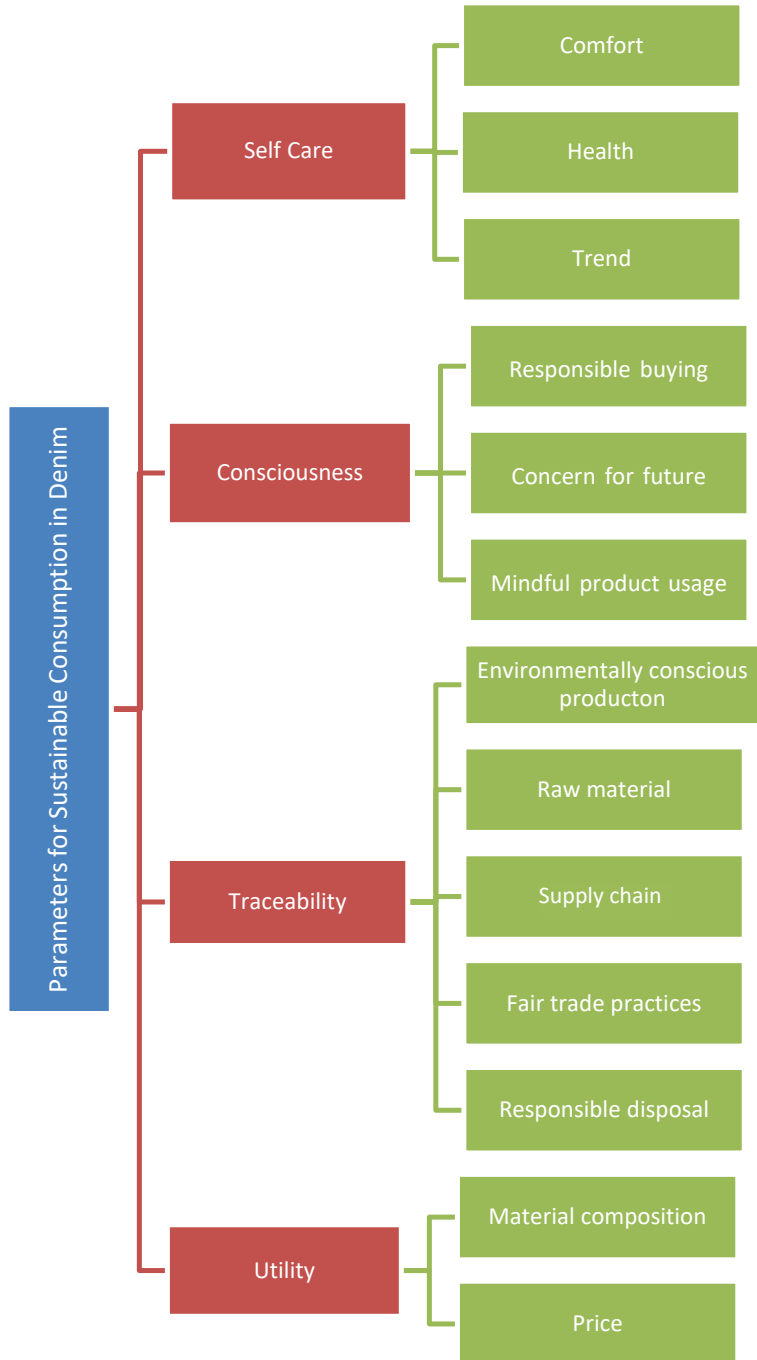 Parameters for Sustainable Consumption in Denim
Self Care
Comfort
Health
Trend
Consciousness
Responsible buying
Concern for future
Mindful product usage
Traceability
Environmentally conscious
producton
Raw material
Supply chain
Fair trade practices
Responsible disposal
Utility
Material composition
Price